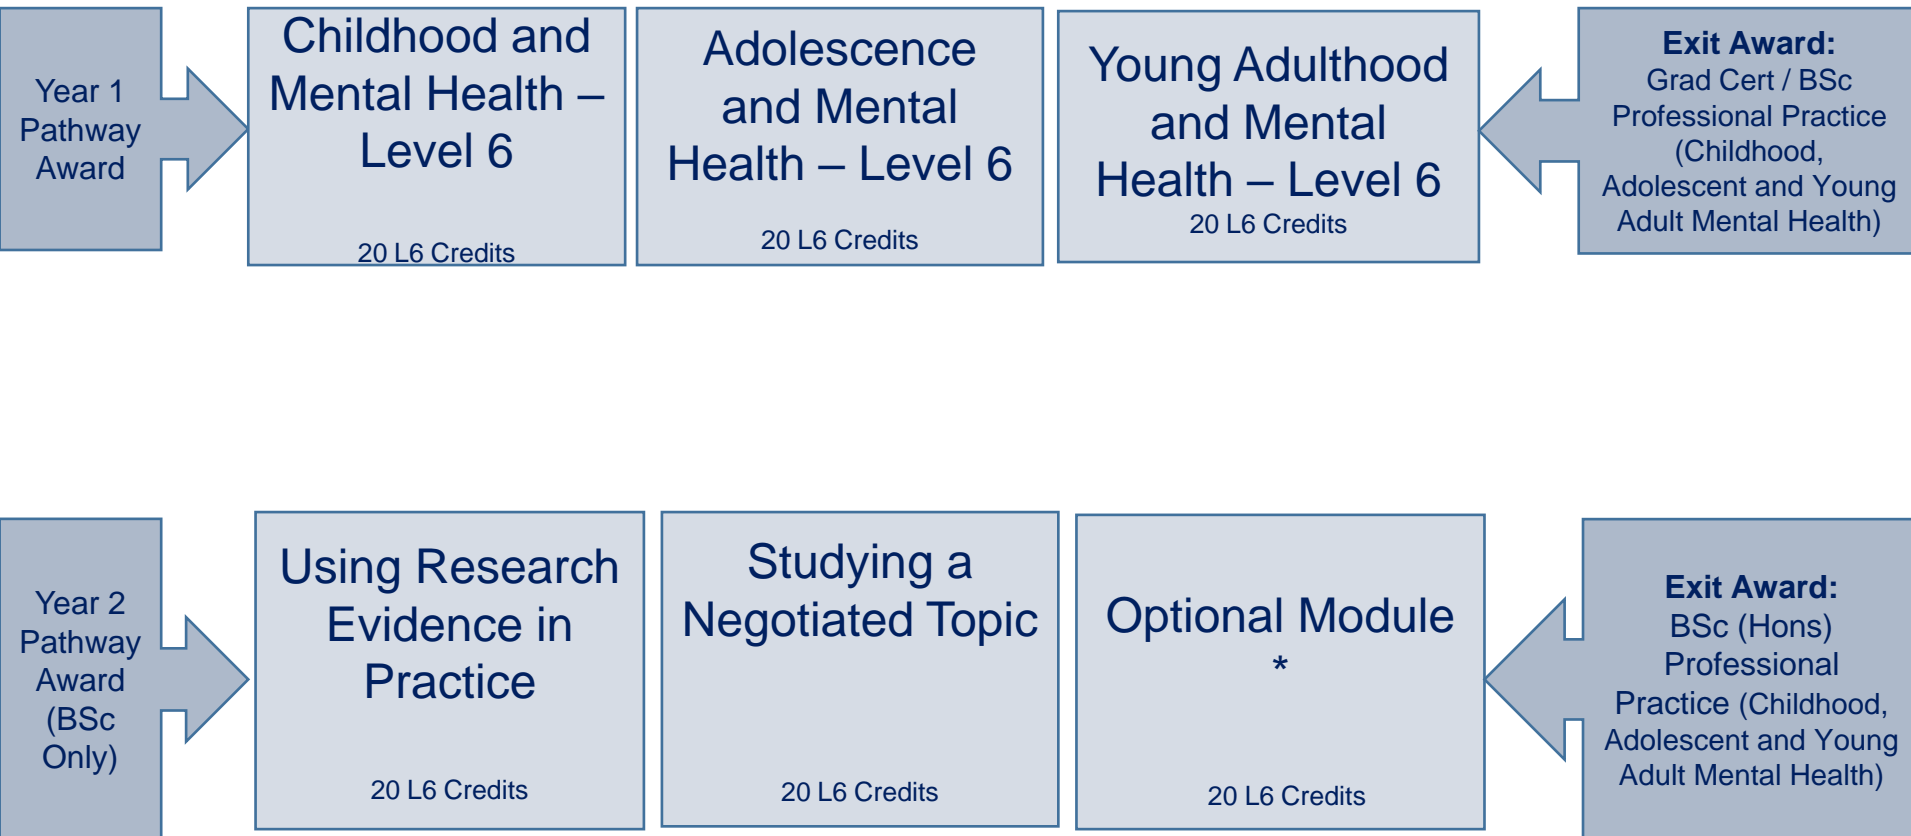 Year 1
Pathway
Award
Childhood and
Mental Health –
Level 6
20 L6 Credits
Adolescence
and Mental
Health – Level 6
20 L6 Credits
Young Adulthood
and Mental
Health – Level 6
20 L6 Credits
Exit Award:
Grad Cert / BSc
Professional Practice
(Childhood,
Adolescent and Young
Adult Mental Health)
Year 2
Pathway
Award
(BSc
Only)
Using Research
Evidence in
Practice
20 L6 Credits
Studying a
Negotiated Topic
20 L6 Credits
Optional Module
*
20 L6 Credits
Exit Award:
BSc (Hons)
Professional
Practice (Childhood,
Adolescent and Young
Adult Mental Health)